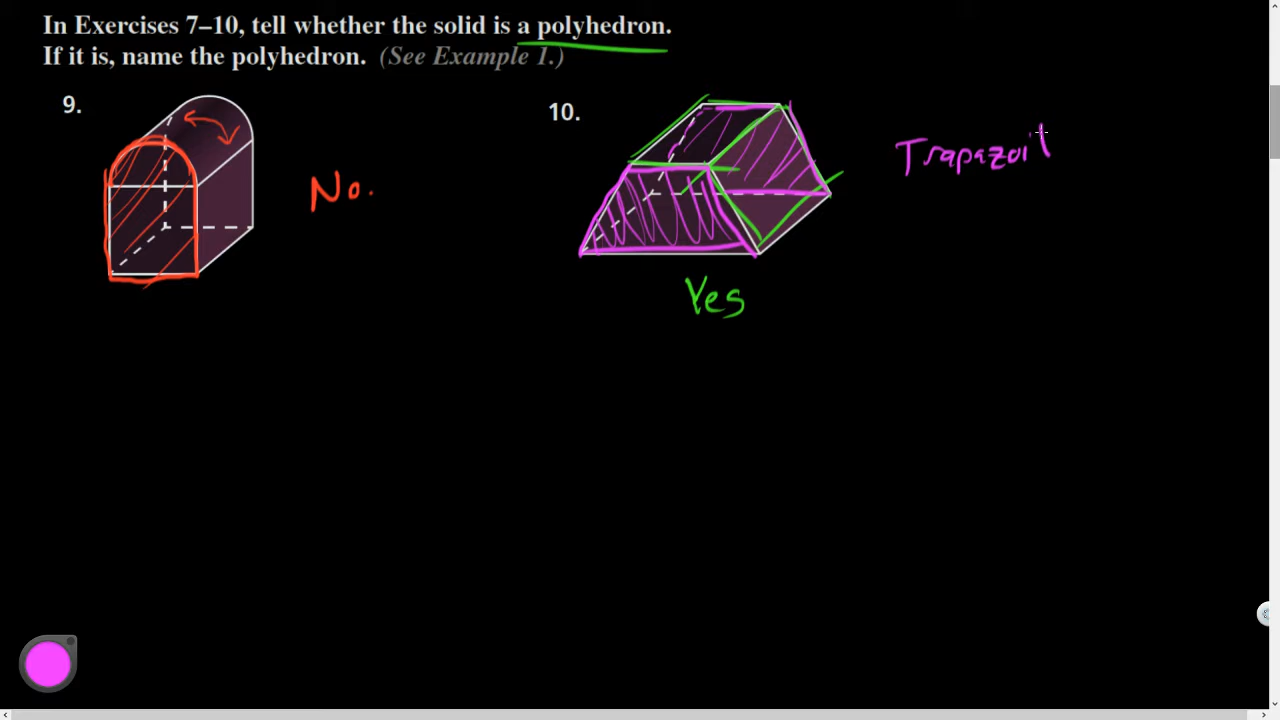 In Exercises 7–10, tell whether the solid is a polyhedron.
If it is, name the polyhedron. (See Example 1.)
9.
No.
10.
Trapazoi
Yes